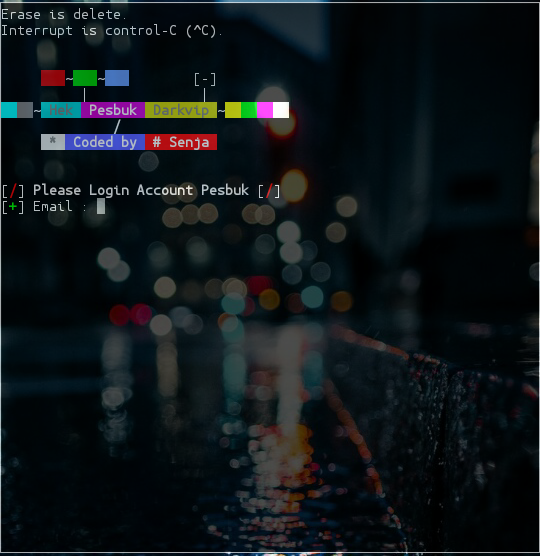 Erase is delete.
Interrupt is control-C (^C).
~ ~ [-]
~ Hek Pesbuk Darkvip ~
* Coded by # Senja
[/] Please Login Account Pesbuk [/]
[+] Email :